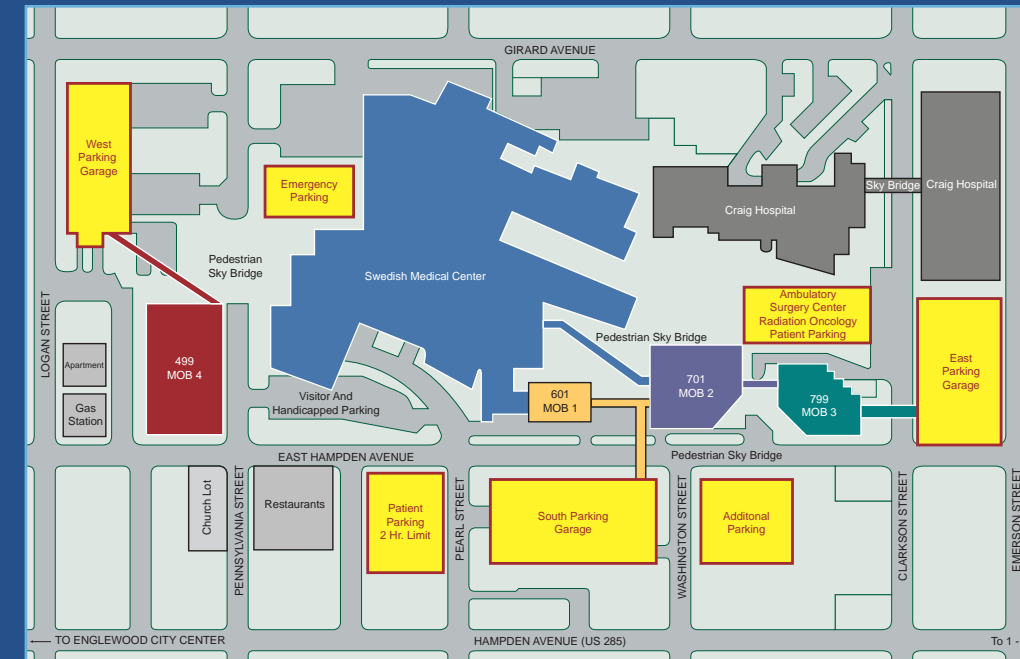 GIRARD AVENUE
West
Parking
Garage
Emergency
Parking
Sky Bridge
Craig Hospital
Craig Hospital
Pedestrian
Sky Bridge
Swedish Medical Center
LOGAN STREET
Ambulatory
Surgery Center
Radiation Oncology
Patient Parking
Pedestrian Sky Bridge
499
MOB 4
Apartment
Gas
Station
Visitor And
Handicapped Parking
601
MOB 1
701
MOB 2
799
MOB 3
East
Parking
Garage
EAST HAMPDEN AVENUE
Pedestrian Sky Bridge
Church Lot
PENNSYLVANIA STREET
Restaurants
Patient
Parking
2 Hr. Limit
PEARL STREET
South Parking
Garage
WASHINGTON STREET
Additonal
Parking
CLARKSON STREET
EMERSON STREET
TO ENGLEWOOD CITY CENTER
HAMPDEN AVENUE (US 285)
To 1 -